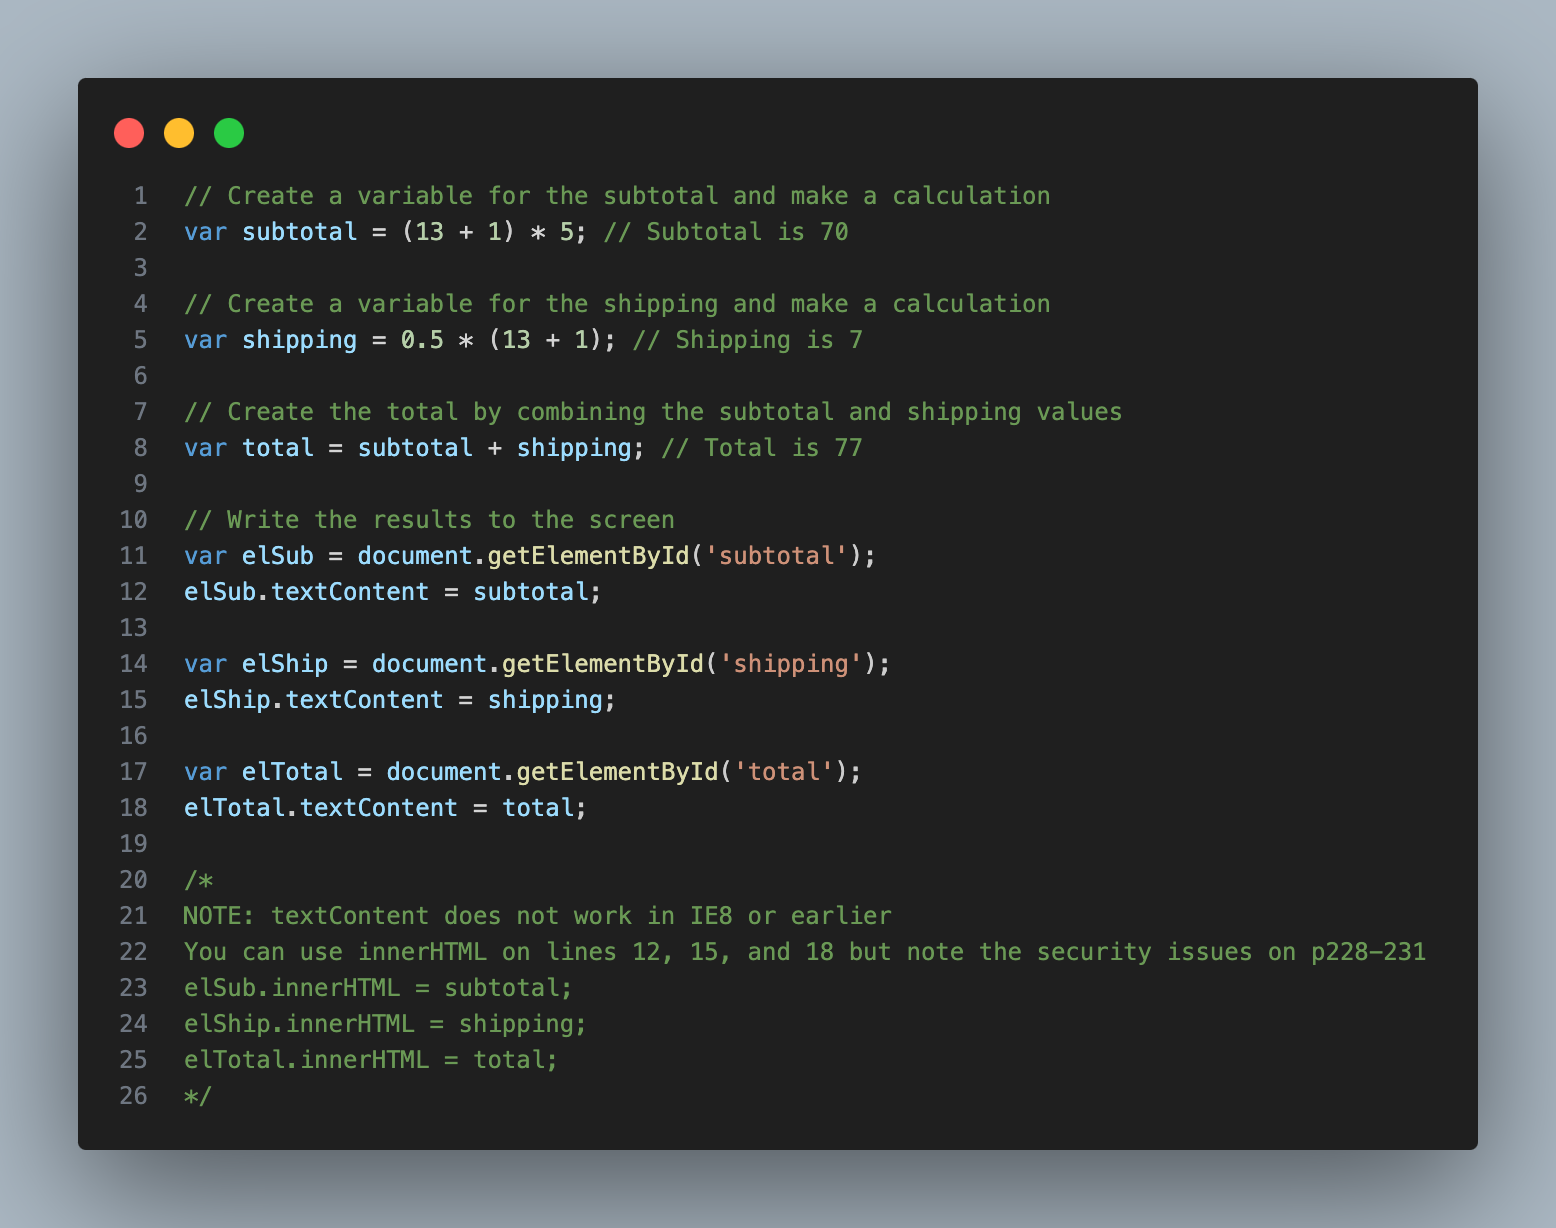 1 // Create a variable for the subtotal and make a calculation
2 var subtotal = (13 + 1) * 5; // Subtotal is 70
3
4 // Create a variable for the shipping and make a calculation
5 var shipping = 0.5 * (13 + 1); // Shipping is 7
6
7 // Create the total by combining the subtotal and shipping values
8 var total = subtotal + shipping; // Total is 77
9
10 // Write the results to the screen
11 var elSub = document.getElementById('subtotal');
12 elSub.textContent = subtotal;
13
14 var elShip = document.getElementById('shipping');
15 elShip.textContent = shipping;
16
17 var elTotal = document.getElementById('total');
18 elTotal.textContent = total;
19
20 /*
21 NOTE: textContent does not work in IE8 or earlier
22 You can use innerHTML on lines 12, 15, and 18 but note the security issues on p228–231
23 elSub.innerHTML = subtotal;
24 elShip.innerHTML = shipping;
25 elTotal.innerHTML = total;
26 */